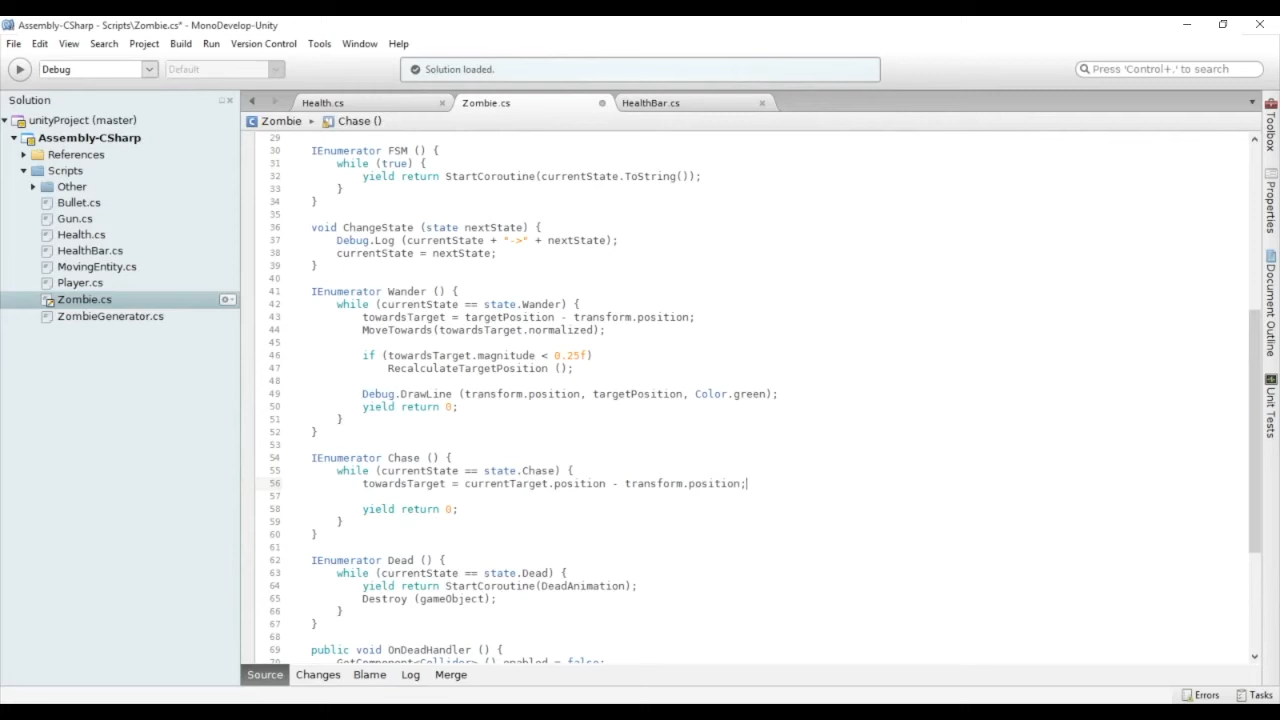 Assembly-CSharp - Scripts\Zombie.cs* - MonoDevelop-Unity
File Edit View Search Project Build Run Version Control Tools Window Help
Debug Default Solution loaded. Press 'Control+,' to search
Solution
unityProject (master)
Assembly-CSharp
References
Scripts
Other
Bullet.cs
Gun.cs
Health.cs
HealthBar.cs
MovingEntity.cs
Player.cs
Zombie.cs
ZombieGenerator.cs
Health.cs Zombie.cs HealthBar.cs
Zombie Chase ()
29
30 IEnumerator FSM () {
31 while (true) {
32 yield return StartCoroutine(currentState.ToString());
33 }
34 }
35
36 void ChangeState (state nextState) {
37 Debug.Log (currentState + "->" + nextState);
38 currentState = nextState;
39 }
40
41 IEnumerator Wander () {
42 while (currentState == state.Wander) {
43 towardsTarget = targetPosition - transform.position;
44 MoveTowards(towardsTarget.normalized);
45
46 if (towardsTarget.magnitude < 0.25f)
47 RecalculateTargetPosition ();
48
49 Debug.DrawLine (transform.position, targetPosition, Color.green);
50 yield return 0;
51 }
52 }
53
54 IEnumerator Chase () {
55 while (currentState == state.Chase) {
56 towardsTarget = currentTarget.position - transform.position;
57
58 yield return 0;
59 }
60 }
61
62 IEnumerator Dead () {
63 while (currentState == state.Dead) {
64 yield return StartCoroutine(DeadAnimation);
65 Destroy (gameObject);
66 }
67 }
68
69 public void OnDeadHandler () {
70 GetComponent<Collider> ().enabled = false;
Source Changes Blame Log Merge
Toolbox
Properties
Document Outline
Unit Tests
Errors Tasks